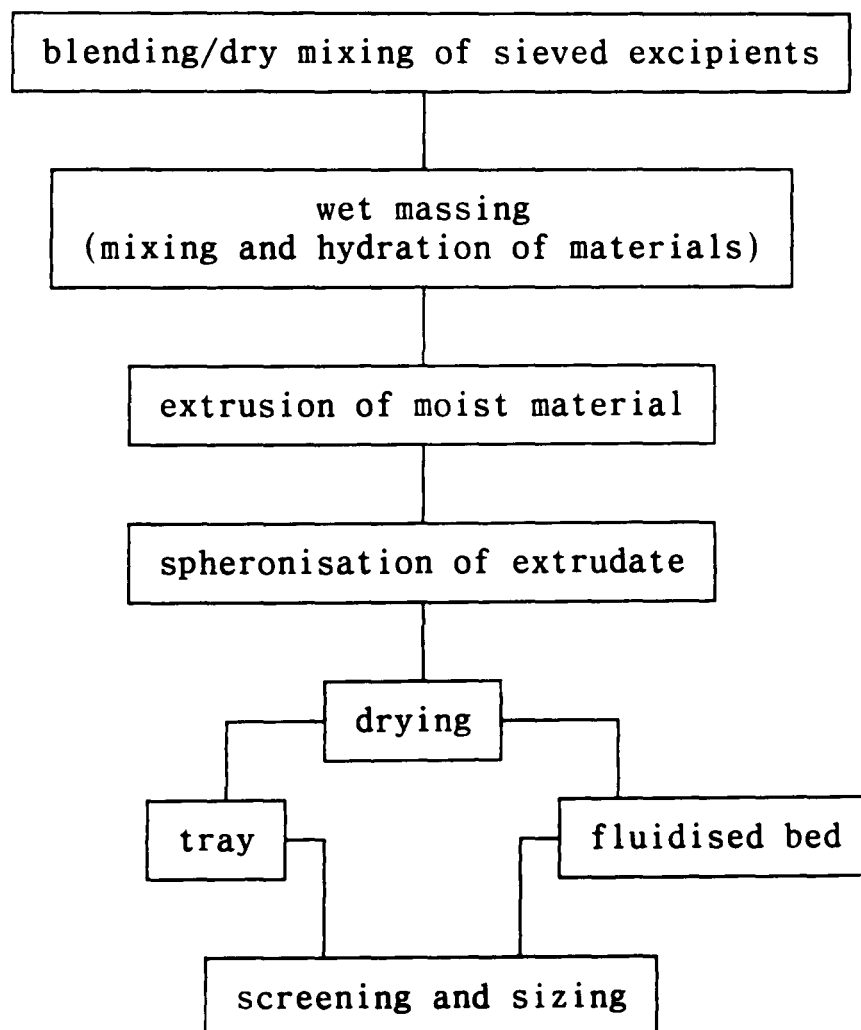 blending/dry mixing of sieved excipients
wet massing
(mixing and hydration of materials)
extrusion of moist material
spheronisation of extrudate
drying
tray
fluidised bed
screening and sizing